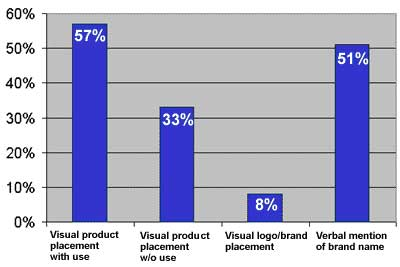 60%
50%
40%
30%
20%
10%
0%
57%
33%
8%
51%
Visual product
placement
with use
Visual product
placement
w/o use
Visual logo/brand
placement
Verbal mention
of brand name